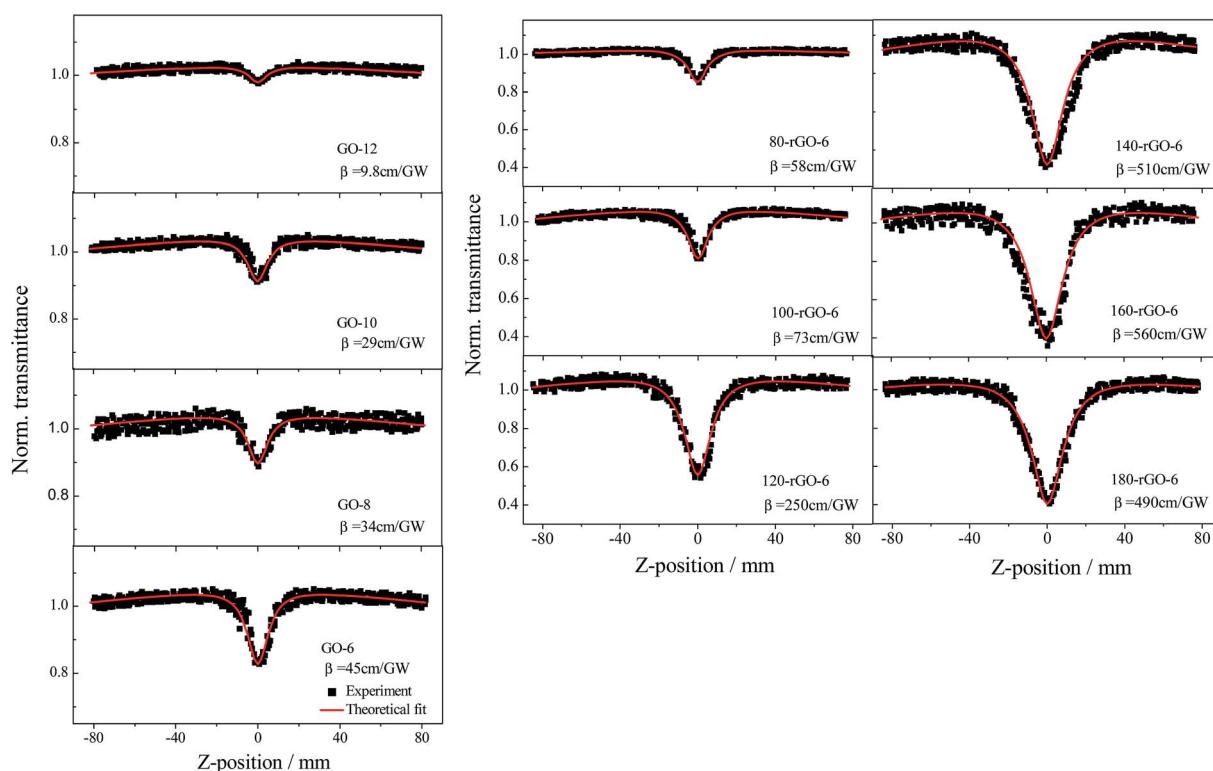 Norm. transmittance
1.0
0.8
GO-12
β =9.8cm/GW
1.0
0.8
GO-10
β =29cm/GW
1.0
0.8
GO-8
β =34cm/GW
1.0
0.8
GO-6
β =45cm/GW
Experiment
Theoretical fit
-80 -40 0 40 80
Z-position / mm
Norm. transmittance
1.0
0.8
0.6
0.4
80-rGO-6
β =58cm/GW
1.0
0.8
0.6
0.4
100-rGO-6
β =73cm/GW
1.0
0.8
0.6
0.4
120-rGO-6
β =250cm/GW
-80 -40 0 40 80
Z-position / mm
140-rGO-6
β =510cm/GW
160-rGO-6
β =560cm/GW
180-rGO-6
β =490cm/GW
-80 -40 0 40 80
Z-position / mm